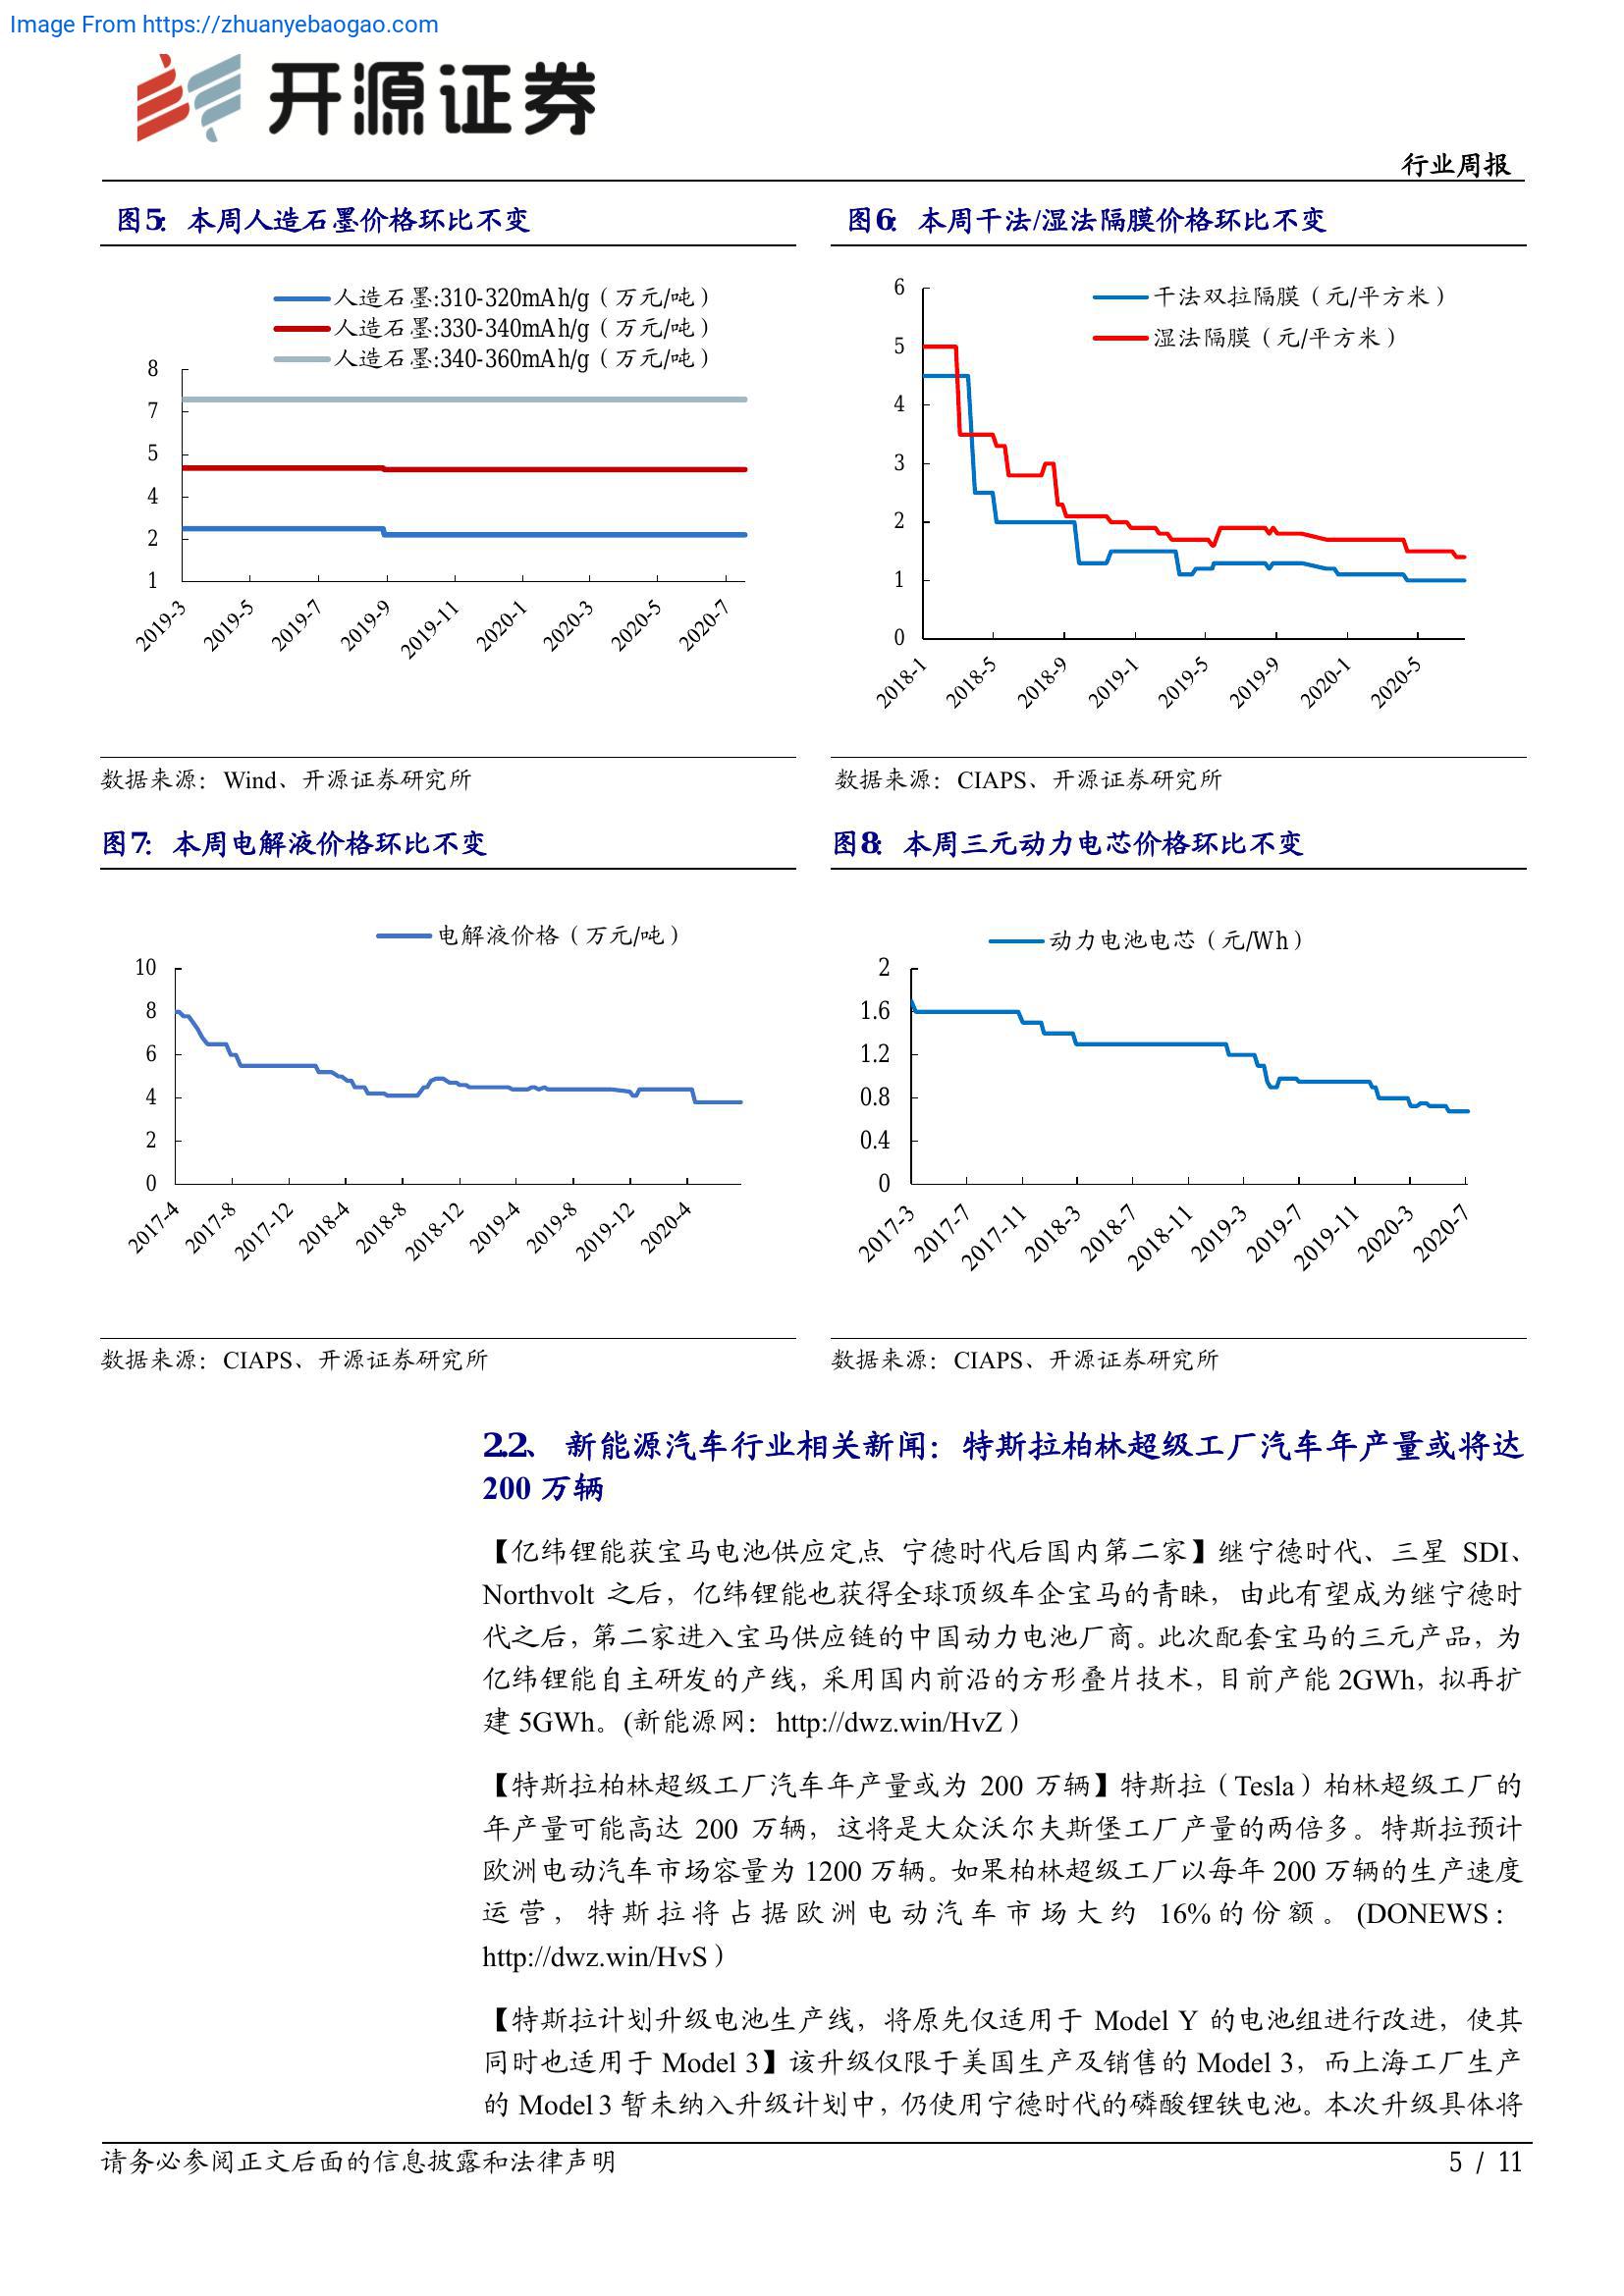 Image From https://zhuanyebaogao.com
开源证券
行业周报
图5: 本周人造石墨价格环比不变
人造石墨:310-320mAh/g（万元/吨）
人造石墨:330-340mAh/g（万元/吨）
人造石墨:340-360mAh/g（万元/吨）
8
7
5
4
2
1
2019-3 2019-5 2019-7 2019-9 2019-11 2020-1 2020-3 2020-5 2020-7
数据来源：Wind、开源证券研究所
图6: 本周干法/湿法隔膜价格环比不变
干法双拉隔膜（元/平方米）
湿法隔膜（元/平方米）
6
5
4
3
2
1
0
2018-1 2018-5 2018-9 2019-1 2019-5 2019-9 2020-1 2020-5
数据来源：CIAPS、开源证券研究所
图7: 本周电解液价格环比不变
电解液价格（万元/吨）
10
8
6
4
2
0
2017-4 2017-8 2017-12 2018-4 2018-8 2018-12 2019-4 2019-8 2019-12 2020-4
数据来源：CIAPS、开源证券研究所
图8: 本周三元动力电芯价格环比不变
动力电池电芯（元/Wh）
2
1.6
1.2
0.8
0.4
0
2017-3 2017-7 2017-11 2018-3 2018-7 2018-11 2019-3 2019-7 2019-11 2020-3 2020-7
数据来源：CIAPS、开源证券研究所
2.2、 新能源汽车行业相关新闻：特斯拉柏林超级工厂汽车年产量或将达
200 万辆
【亿纬锂能获宝马电池供应定点 宁德时代后国内第二家】继宁德时代、三星 SDI、
Northvolt 之后，亿纬锂能也获得全球顶级车企宝马的青睐，由此有望成为继宁德时
代之后，第二家进入宝马供应链的中国动力电池厂商。此次配套宝马的三元产品，为
亿纬锂能自主研发的产线，采用国内前沿的方形叠片技术，目前产能 2GWh，拟再扩
建 5GWh。(新能源网：http://dwz.win/HvZ）
【特斯拉柏林超级工厂汽车年产量或为 200 万辆】特斯拉（Tesla）柏林超级工厂的
年产量可能高达 200 万辆，这将是大众沃尔夫斯堡工厂产量的两倍多。特斯拉预计
欧洲电动汽车市场容量为 1200 万辆。如果柏林超级工厂以每年 200 万辆的生产速度
运营，特斯拉将占据欧洲电动汽车市场大约 16%的份额。(DONEWS：
http://dwz.win/HvS）
【特斯拉计划升级电池生产线，将原先仅适用于 Model Y 的电池组进行改进，使其
同时也适用于 Model 3】该升级仅限于美国生产及销售的 Model 3，而上海工厂生产
的 Model 3 暂未纳入升级计划中，仍使用宁德时代的磷酸锂铁电池。本次升级具体将
请务必参阅正文后面的信息披露和法律声明
5 / 11